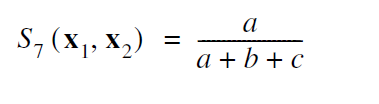 S₇ (x₁, x₂) = a / (a + b + c)